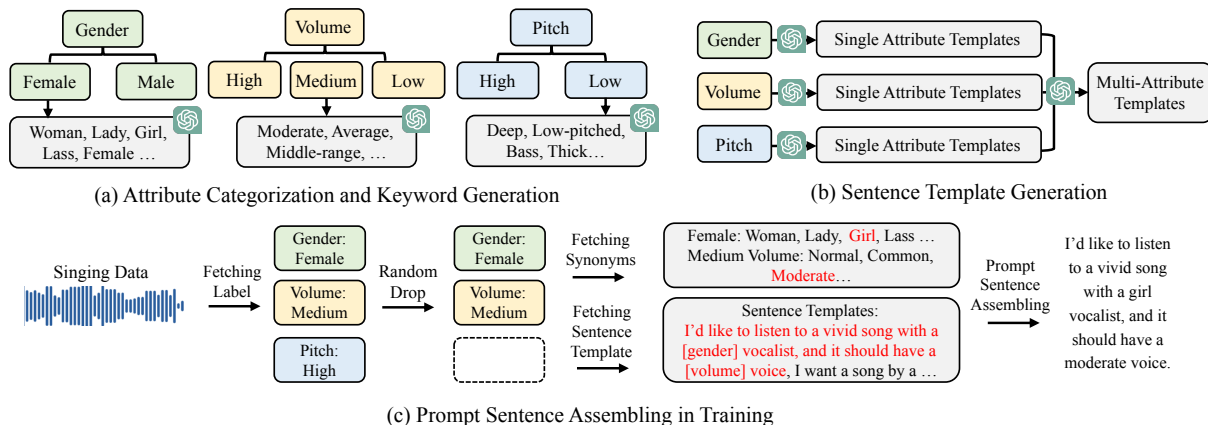 Gender
Female
Male
Woman, Lady, Girl,
Lass, Female …
Volume
High
Medium
Low
Moderate, Average,
Middle-range, …
Pitch
High
Low
Deep, Low-pitched,
Bass, Thick…
(a) Attribute Categorization and Keyword Generation
Gender
Single Attribute Templates
Volume
Single Attribute Templates
Pitch
Single Attribute Templates
Multi-Attribute
Templates
(b) Sentence Template Generation
Singing Data
Fetching
Label
Gender:
Female
Volume:
Medium
Pitch:
High
Random
Drop
Gender:
Female
Volume:
Medium
Fetching
Synonyms
Fetching
Sentence
Template
Female: Woman, Lady, Girl, Lass …
Medium Volume: Normal, Common,
Moderate…
Sentence Templates:
I’d like to listen to a vivid song with a
[gender] vocalist, and it should have a
[volume] voice, I want a song by a …
Prompt
Sentence
Assembling
I’d like to listen
to a vivid song
with a girl
vocalist, and it
should have a
moderate voice.
(c) Prompt Sentence Assembling in Training